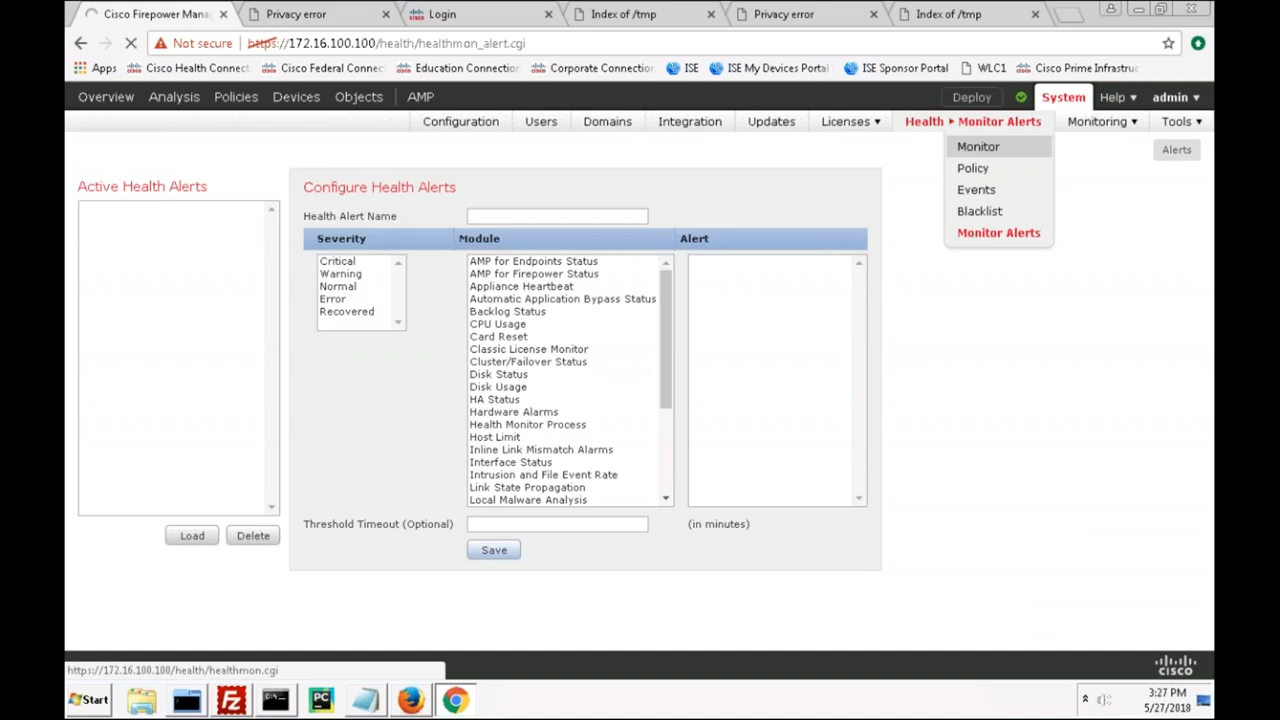 Cisco Firepower Mana
Privacy error
Login
Index of /tmp
Privacy error
Index of /tmp
Not secure https://172.16.100.100/health/healthmon_alert.cgi
Apps Cisco Health Connect Cisco Federal Connec Education Connection Corporate Connection ISE ISE My Devices Portal ISE Sponsor Portal WLC1 Cisco Prime Infrastruc
Overview Analysis Policies Devices Objects AMP Deploy System Help admin
Configuration Users Domains Integration Updates Licenses Health Monitor Alerts Monitoring Tools
Monitor
Policy
Events
Blacklist
Monitor Alerts
Alerts
Active Health Alerts
Load Delete
Configure Health Alerts
Health Alert Name
Severity Module Alert
Critical
Warning
Normal
Error
Recovered
AMP for Endpoints Status
AMP for Firepower Status
Appliance Heartbeat
Automatic Application Bypass Status
Backlog Status
CPU Usage
Card Reset
Classic License Monitor
Cluster/Failover Status
Disk Status
Disk Usage
HA Status
Hardware Alarms
Health Monitor Process
Host Limit
Inline Link Mismatch Alarms
Interface Status
Intrusion and File Event Rate
Link State Propagation
Local Malware Analysis
Threshold Timeout (Optional) (in minutes)
Save
https://172.16.100.100/health/healthmon.cgi
CISCO
Start
FZ
PC
3:27 PM
5/27/2018